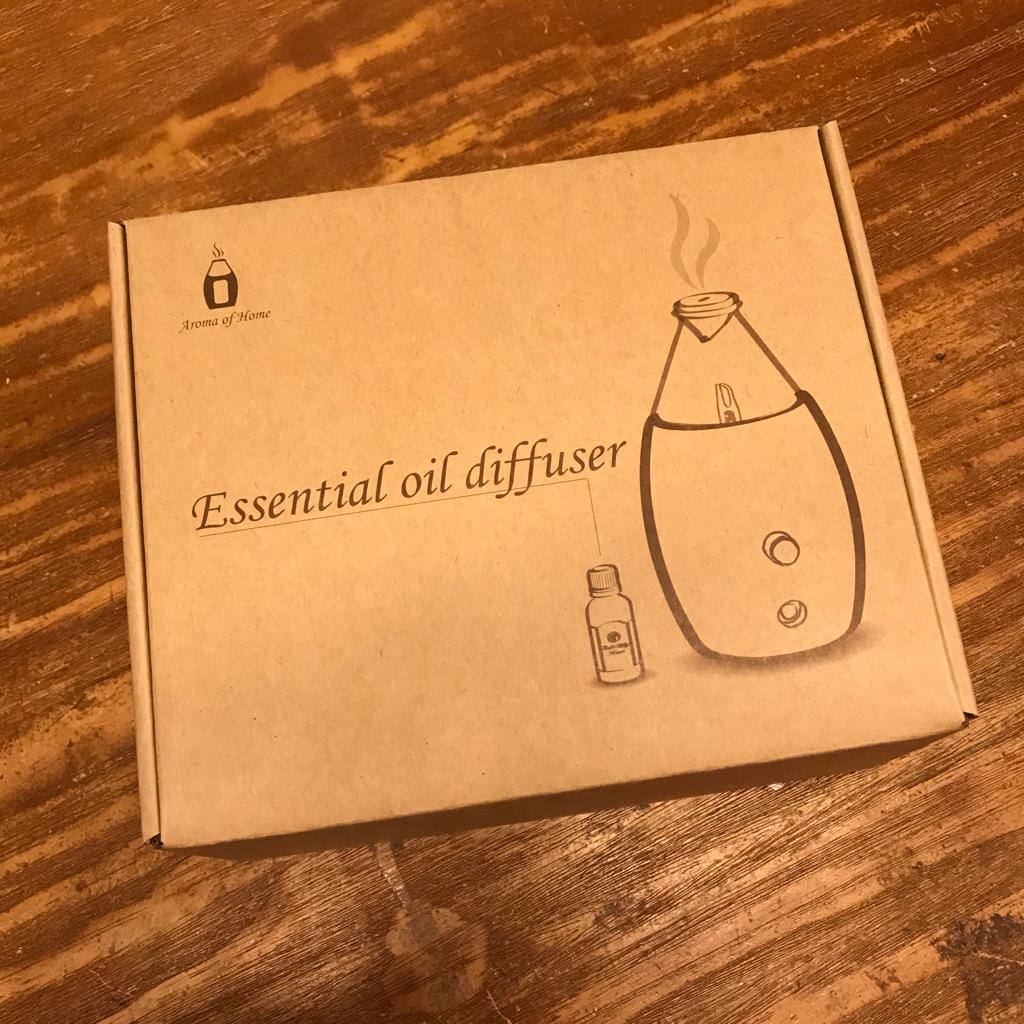 Aroma of Home
Essential oil diffuser